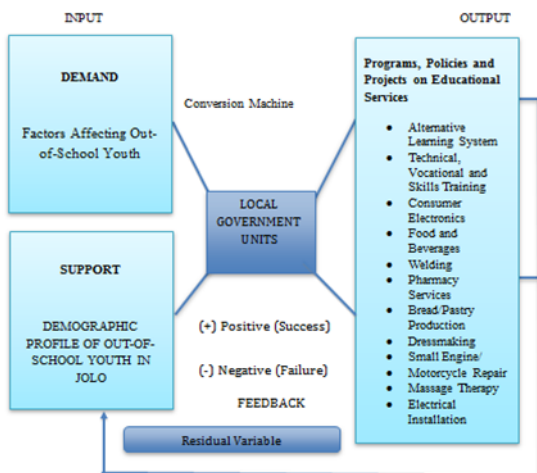 INPUT
OUTPUT
DEMAND
Factors Affecting Out-
of-School Youth
Conversion Machine
LOCAL
GOVERNMENT
UNITS
SUPPORT
DEMOGRAPHIC
PROFILE OF OUT-OF-
SCHOOL YOUTH IN
JOLO
(+) Positive (Success)
(-) Negative (Failure)
FEEDBACK
Residual Variable
Programs, Policies and
Projects on Educational
Services
• Alternative
Learning System
• Technical,
Vocational and
Skills Training
• Consumer
Electronics
• Food and
Beverages
• Welding
• Pharmacy
Services
• Bread/Pastry
Production
• Dressmaking
• Small Engine/
• Motorcycle Repair
• Massage Therapy
• Electrical
Installation